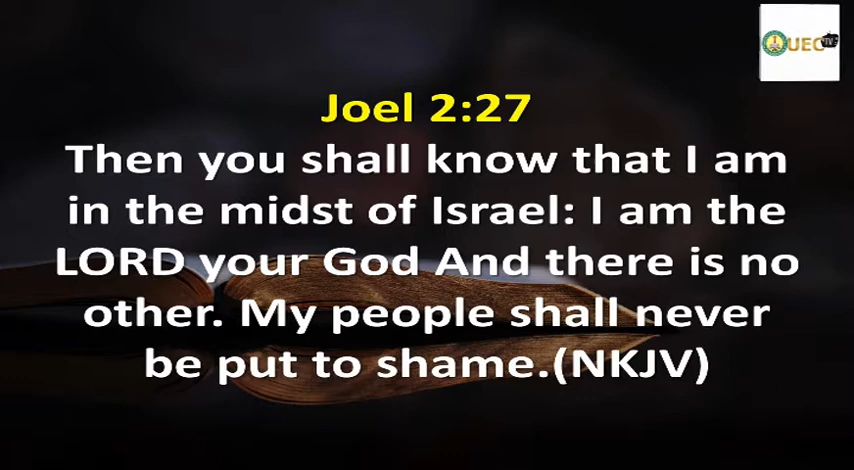 UEC TV
Joel 2:27
Then you shall know that I am
in the midst of Israel: I am the
LORD your God And there is no
other. My people shall never
be put to shame.(NKJV)